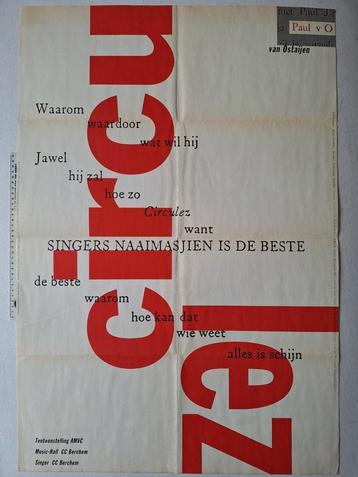 met Paul J
Paul v O
van Ostaijen
circu
lez
Waarom
waardoor
wat wil hij
Jawel
hij zal
hoe zo
Circulez
want
SINGERS NAAIMASJIEN IS DE BESTE
de beste
waarom
hoe kan dat
wie weet
alles is schijn
Tentoonstelling AMVC
Music-Hall CC Berchem
Singer CC Berchem